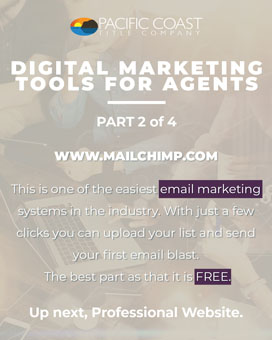 PACIFIC COAST
TITLE COMPANY
DIGITAL MARKETING
TOOLS FOR AGENTS
PART 2 of 4
WWW.MAILCHIMP.COM
This is one of the easiest email marketing
systems in the industry. With just a few
clicks you can upload your list and send
your first email blast.
The best part as that it is FREE.
Up next, Professional Website.